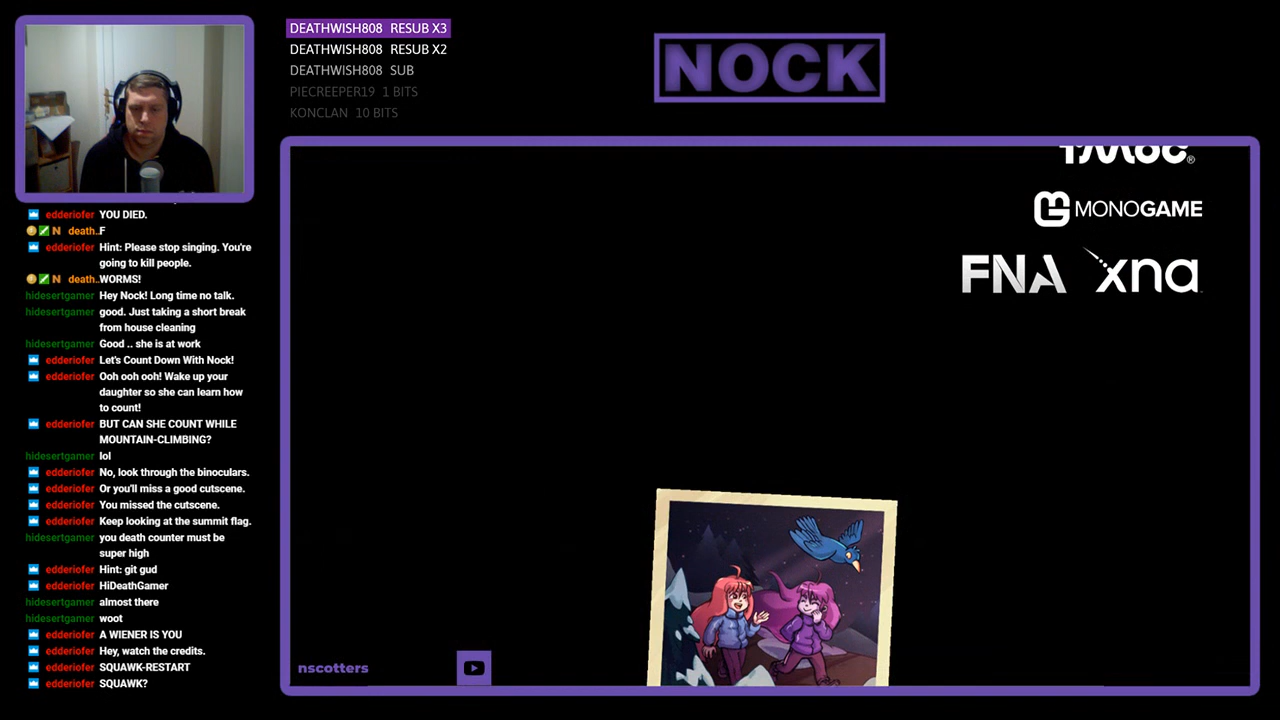 DEATHWISH808 RESUB X3
DEATHWISH808 RESUB X2
DEATHWISH808 SUB
PIECREEPER19 1 BITS
KONCLAN 10 BITS
NOCK
MONOGAME
FNA xna
edderiofer YOU DIED.
N death.. F
edderiofer Hint: Please stop singing. You're
going to kill people.
N death.. WORMS!
hidesertgamer Hey Nock! Long time no talk.
hidesertgamer good. Just taking a short break
from house cleaning
hidesertgamer Good .. she is at work
edderiofer Let's Count Down With Nock!
edderiofer Ooh ooh ooh! Wake up your
daughter so she can learn how
to count!
edderiofer BUT CAN SHE COUNT WHILE
MOUNTAIN-CLIMBING?
hidesertgamer lol
edderiofer No, look through the binoculars.
edderiofer Or you'll miss a good cutscene.
edderiofer You missed the cutscene.
edderiofer Keep looking at the summit flag.
hidesertgamer you death counter must be
super high
edderiofer Hint: git gud
edderiofer HiDeathGamer
hidesertgamer almost there
hidesertgamer woot
edderiofer A WIENER IS YOU
edderiofer Hey, watch the credits.
edderiofer SQUAWK-RESTART
edderiofer SQUAWK?
nscotters